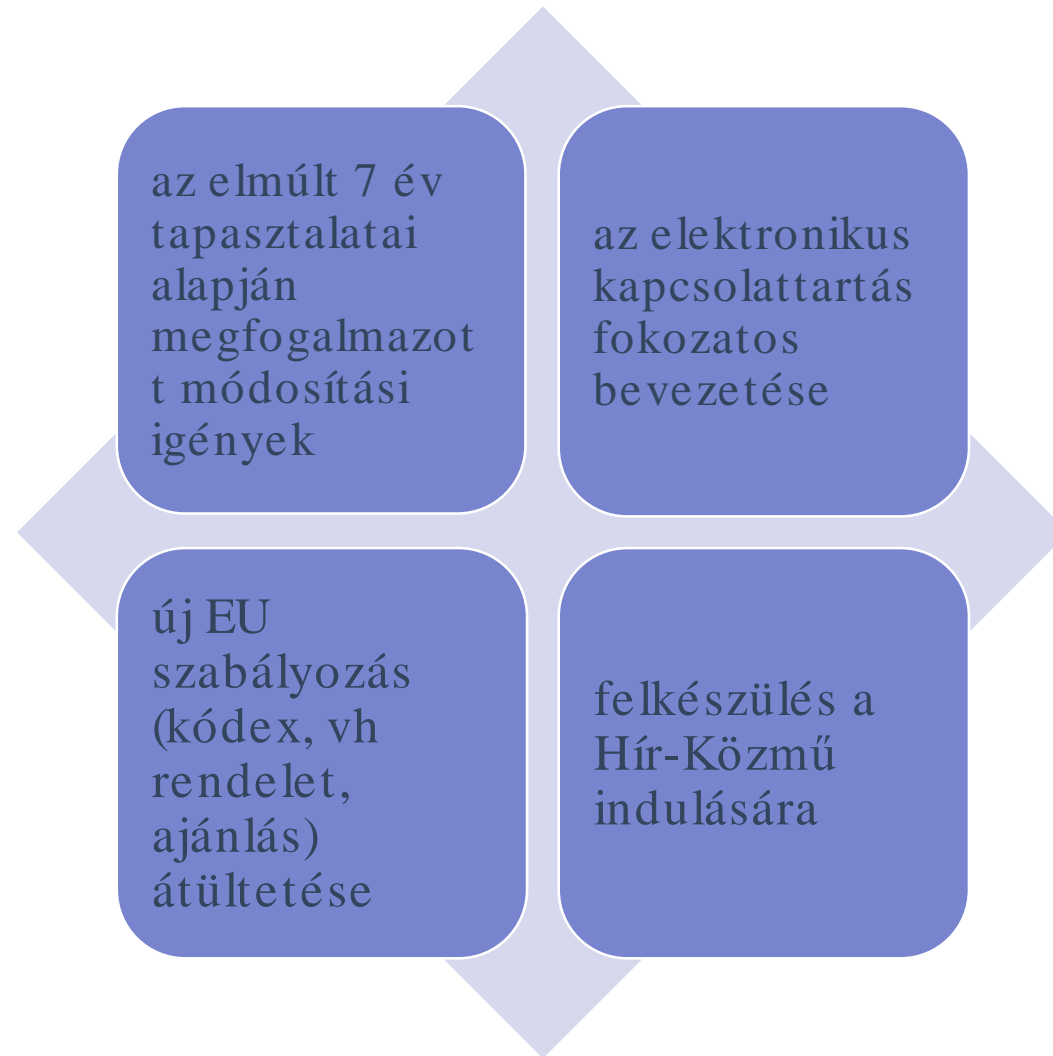 az elmúlt 7 év
tapasztalatai
alapján
megfogalmazot
t módosítási
igények
az elektronikus
kapcsolattartás
fokozatos
bevezetése
új EU
szabályozás
(kódex, vh
rendelet,
ajánlás)
átültetése
felkészülés a
Hír-Közmű
indulására